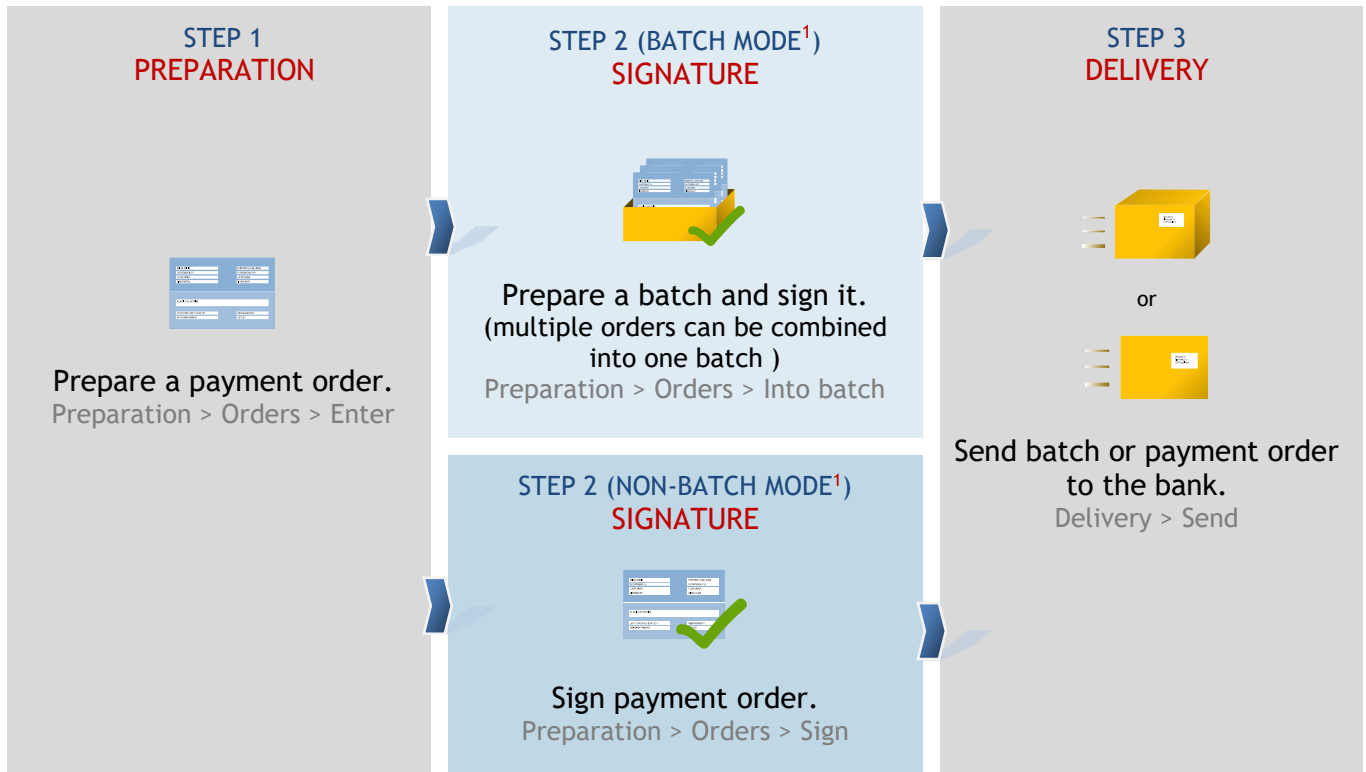 STEP 1
PREPARATION
Prepare a payment order.
Preparation > Orders > Enter
STEP 2 (BATCH MODE¹)
SIGNATURE
Prepare a batch and sign it.
(multiple orders can be combined
into one batch )
Preparation > Orders > Into batch
STEP 2 (NON-BATCH MODE¹)
SIGNATURE
Sign payment order.
Preparation > Orders > Sign
STEP 3
DELIVERY
or
Send batch or payment order
to the bank.
Delivery > Send